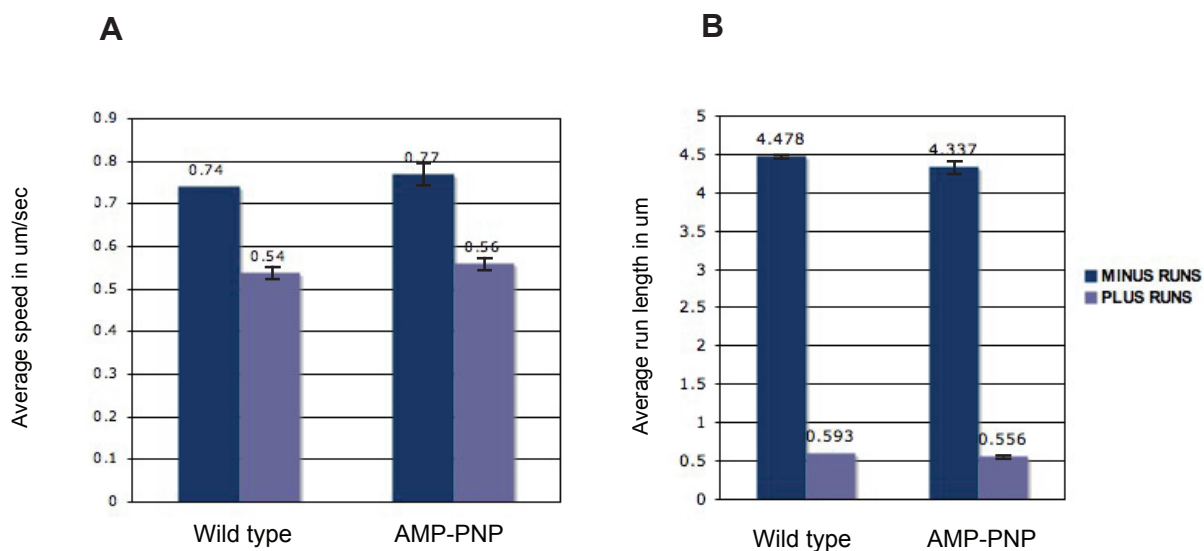 A
Average speed in um/sec
0.9
0.8
0.7
0.6
0.5
0.4
0.3
0.2
0.1
0
0.74
0.54
0.77
0.56
Wild type
AMP-PNP
B
Average run length in um
5
4.5
4
3.5
3
2.5
2
1.5
1
0.5
0
4.478
0.593
4.337
0.556
Wild type
AMP-PNP
MINUS RUNS
PLUS RUNS